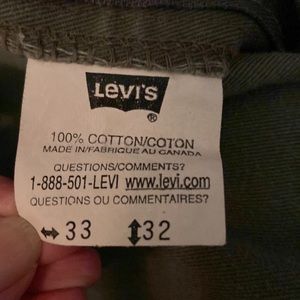 Levi's
®
100% COTTON/COTON
MADE IN/FABRIQUE AU CANADA
QUESTIONS/COMMENTS?
1-888-501-LEVI www.levi.com
QUESTIONS OU COMMENTAIRES?
↔33 ↕32